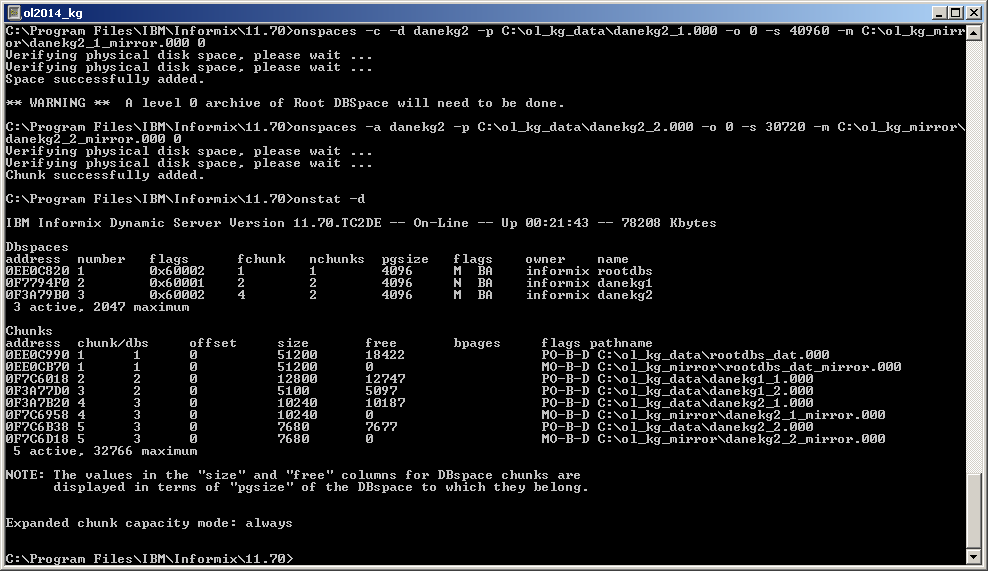 ol2014_kg
C:\Program Files\IBM\Informix\11.70>onspaces -c -d danekg2 -p C:\ol_kg_data\danekg2_1.000 -o 0 -s 40960 -m C:\ol_kg_mirr
or\danekg2_1_mirror.000 0
Verifying physical disk space, please wait ...
Verifying physical disk space, please wait ...
Space successfully added.
** WARNING **  A level 0 archive of Root DBSpace will need to be done.
C:\Program Files\IBM\Informix\11.70>onspaces -a danekg2 -p C:\ol_kg_data\danekg2_2.000 -o 0 -s 30720 -m C:\ol_kg_mirror\
danekg2_2_mirror.000 0
Verifying physical disk space, please wait ...
Verifying physical disk space, please wait ...
Chunk successfully added.
C:\Program Files\IBM\Informix\11.70>onstat -d
IBM Informix Dynamic Server Version 11.70.TC2DE -- On-Line -- Up 00:21:43 -- 78208 Kbytes
Dbspaces
address  number   flags      fchunk   nchunks  pgsize   flags    owner    name
0EE0C820 1        0x60002    1        1        4096     M  BA    informix rootdbs
0F7794F0 2        0x60001    2        2        4096     N  BA    informix danekg1
0F3A79B0 3        0x60002    4        2        4096     M  BA    informix danekg2
 3 active, 2047 maximum
Chunks
address  chunk/dbs     offset     size       free       bpages     flags pathname
0EE0C990 1      1      0          51200      18422                 PO-B-D C:\ol_kg_data\rootdbs_dat.000
0EE0CB70 1      1      0          51200      0                     MO-B-D C:\ol_kg_mirror\rootdbs_dat_mirror.000
0F7C6018 2      2      0          12800      12747                 PO-B-D C:\ol_kg_data\danekg1_1.000
0F3A77D0 3      2      0          5100       5097                  PO-B-D C:\ol_kg_data\danekg1_2.000
0F3A7B20 4      3      0          10240      10187                 PO-B-D C:\ol_kg_data\danekg2_1.000
0F7C6958 4      3      0          10240      0                     MO-B-D C:\ol_kg_mirror\danekg2_1_mirror.000
0F7C6B38 5      3      0          7680       7677                  PO-B-D C:\ol_kg_data\danekg2_2.000
0F7C6D18 5      3      0          7680       0                     MO-B-D C:\ol_kg_mirror\danekg2_2_mirror.000
 5 active, 32766 maximum
NOTE: The values in the "size" and "free" columns for DBspace chunks are
      displayed in terms of "pgsize" of the DBspace to which they belong.
Expanded chunk capacity mode: always
C:\Program Files\IBM\Informix\11.70>